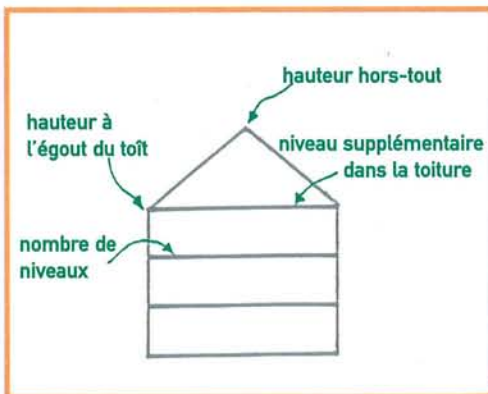 hauteur hors-tout
hauteur à
l'égout du toît
niveau supplémentaire
dans la toiture
nombre de
niveaux